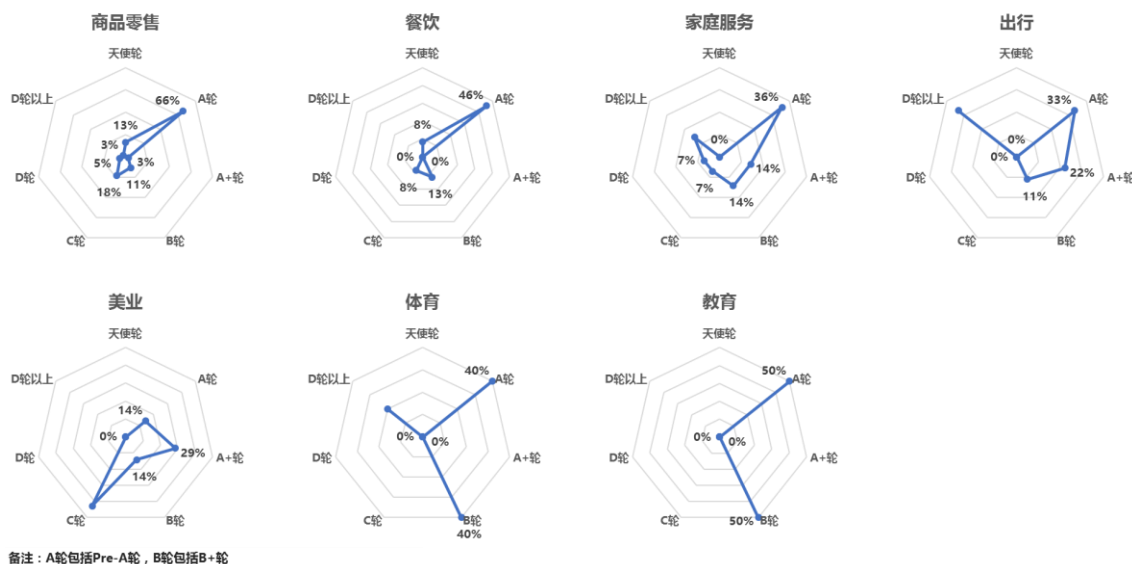 商品零售
天使轮
A轮
A+轮
B轮
C轮
D轮
D轮以上
13%
66%
3%
11%
18%
5%
3%
餐饮
天使轮
A轮
A+轮
B轮
C轮
D轮
D轮以上
8%
46%
0%
13%
8%
0%
家庭服务
天使轮
A轮
A+轮
B轮
C轮
D轮
D轮以上
0%
36%
14%
14%
7%
7%
出行
天使轮
A轮
A+轮
B轮
C轮
D轮
D轮以上
0%
33%
22%
11%
0%
美业
天使轮
A轮
A+轮
B轮
C轮
D轮
D轮以上
14%
29%
14%
0%
体育
天使轮
A轮
A+轮
B轮
C轮
D轮
D轮以上
40%
0%
40%
0%
教育
天使轮
A轮
A+轮
B轮
C轮
D轮
D轮以上
50%
0%
50%
0%
备注：A轮包括Pre-A轮，B轮包括B+轮